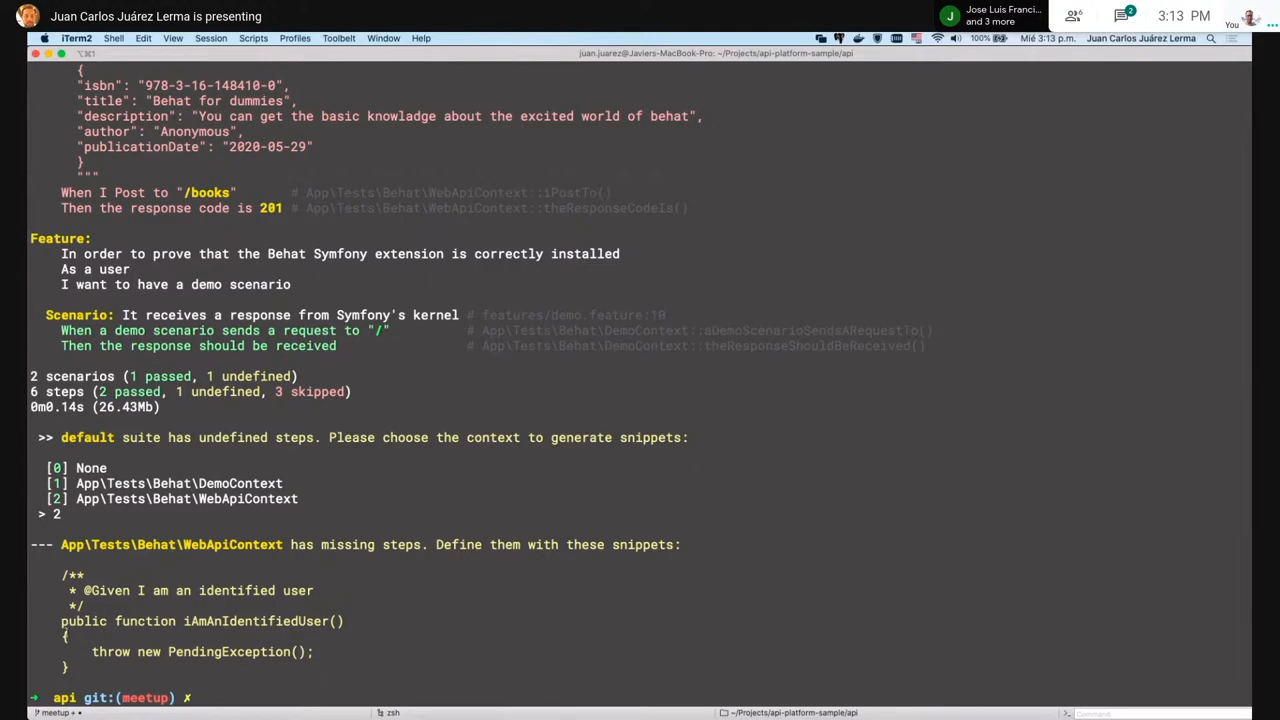 Juan Carlos Juárez Lerma is presenting
Jose Luis Franci...
and 3 more
J
6
2
3:13 PM
You
iTerm2 Shell Edit View Session Scripts Profiles Toolbelt Window Help
100% Mié 3:13 p.m. Juan Carlos Juárez Lerma
⌥⌘1
juan.juarez@Javiers-MacBook-Pro: ~/Projects/api-platform-sample/api
{
"isbn": "978-3-16-148410-0",
"title": "Behat for dummies",
"description": "You can get the basic knowladge about the excited world of behat",
"author": "Anonymous",
"publicationDate": "2020-05-29"
}
"""
When I Post to "/books" # App\Tests\Behat\WebApiContext::iPostTo()
Then the response code is 201 # App\Tests\Behat\WebApiContext::theResponseCodeIs()
Feature:
In order to prove that the Behat Symfony extension is correctly installed
As a user
I want to have a demo scenario
Scenario: It receives a response from Symfony's kernel # features/demo.feature:10
When a demo scenario sends a request to "/" # App\Tests\Behat\DemoContext::aDemoScenarioSendsARequestTo()
Then the response should be received # App\Tests\Behat\DemoContext::theResponseShouldBeReceived()
2 scenarios (1 passed, 1 undefined)
6 steps (2 passed, 1 undefined, 3 skipped)
0m0.14s (26.43Mb)
>> default suite has undefined steps. Please choose the context to generate snippets:
[0] None
[1] App\Tests\Behat\DemoContext
[2] App\Tests\Behat\WebApiContext
> 2
--- App\Tests\Behat\WebApiContext has missing steps. Define them with these snippets:
/**
* @Given I am an identified user
*/
public function iAmAnIdentifiedUser()
{
throw new PendingException();
}
→ api git:(meetup) ✗
meetup + •
zsh
~/Projects/api-platform-sample/api
Command